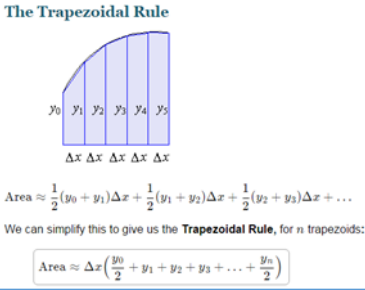 The Trapezoidal Rule
y₀ y₁ y₂ y₃ y₄ y₅
Δx Δx Δx Δx Δx
Area ≈ 1/2(y₀ + y₁)Δx + 1/2(y₁ + y₂)Δx + 1/2(y₂ + y₃)Δx + ...
We can simplify this to give us the Trapezoidal Rule, for n trapezoids:
Area ≈ Δx(y₀/2 + y₁ + y₂ + y₃ + ... + yₙ/2)